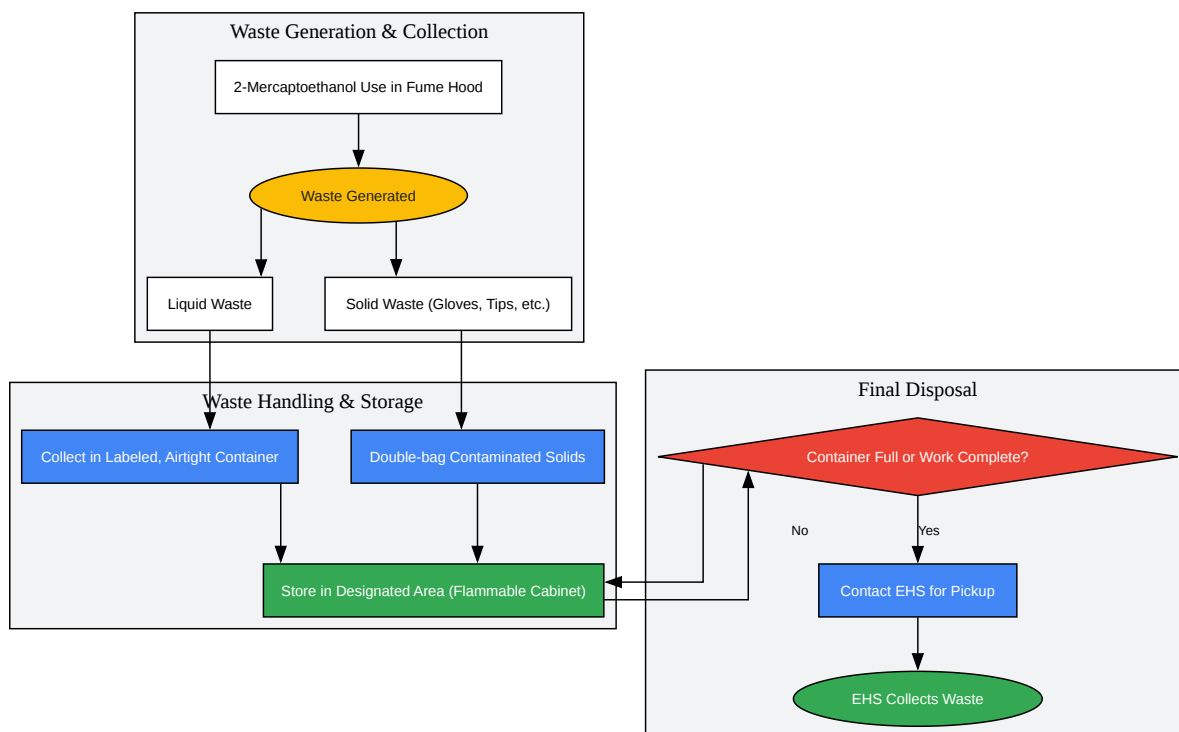 Waste Generation & Collection
2-Mercaptoethanol Use in Fume Hood
Waste Generated
Liquid Waste
Solid Waste (Gloves, Tips, etc.)
Waste Handling & Storage
Collect in Labeled, Airtight Container
Double-bag Contaminated Solids
Store in Designated Area (Flammable Cabinet)
Final Disposal
Container Full or Work Complete?
No
Yes
Contact EHS for Pickup
EHS Collects Waste